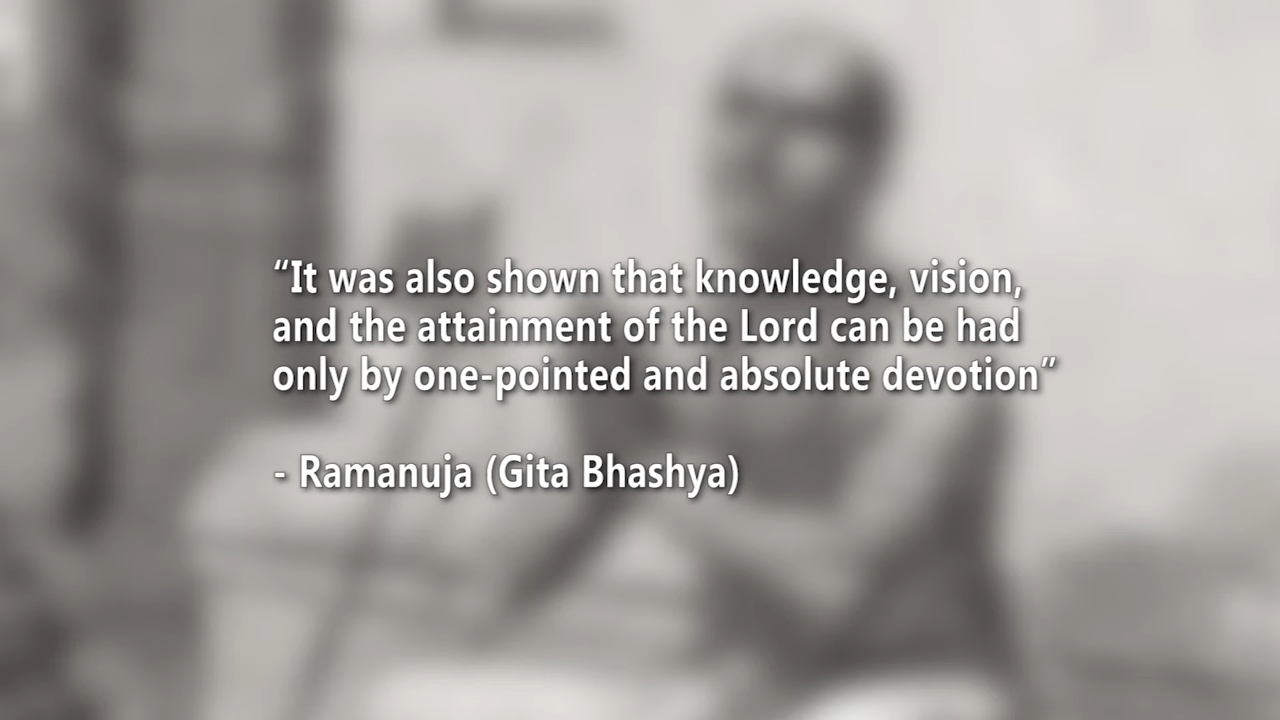 “It was also shown that knowledge, vision,
and the attainment of the Lord can be had
only by one-pointed and absolute devotion”
- Ramanuja (Gita Bhashya)